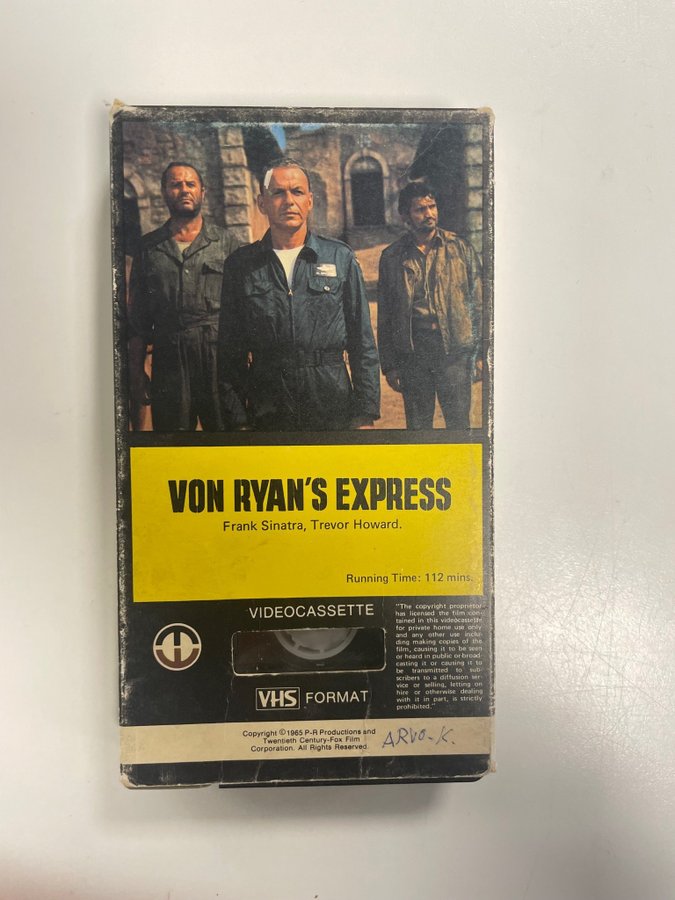 VON RYAN'S EXPRESS
Frank Sinatra, Trevor Howard.
Running Time: 112 mins.
VIDEOCASSETTE
VHS FORMAT
"The copyright proprietor
has licensed the film con-
tained in this videocassette
for private home use only
and any other use inclu-
ding making copies of the
film, causing it to be seen
or heard in public or broad-
casting it or causing it to
be transmitted to sub-
scribers to a diffusion ser-
vice or selling, letting on
hire or otherwise dealing
with it in part, is strictly
prohibited."
Copyright ©1965 P-R Productions and
Twentieth Century-Fox Film
Corporation. All Rights Reserved.
ARVO-K.